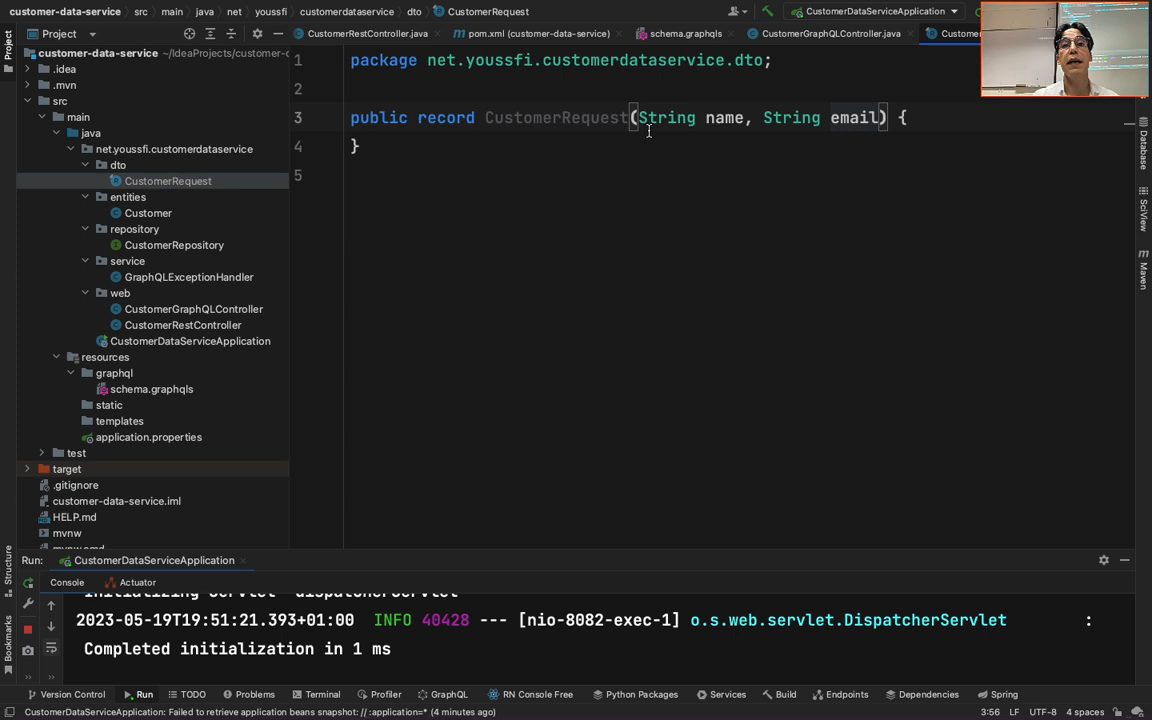 customer-data-service
src
main
java
net
youssfi
customerdataservice
dto
CustomerRequest
CustomerDataServiceApplication
Project
CustomerRestController.java
pom.xml (customer-data-service)
schema.graphqls
CustomerGraphQLController.java
Custome
customer-data-service ~/IdeaProjects/customer-d
.idea
.mvn
src
main
java
net.youssfi.customerdataservice
dto
CustomerRequest
entities
Customer
repository
CustomerRepository
service
GraphQLExceptionHandler
web
CustomerGraphQLController
CustomerRestController
CustomerDataServiceApplication
resources
graphql
schema.graphqls
static
templates
application.properties
test
target
.gitignore
customer-data-service.iml
HELP.md
mvnw
1 package net.youssfi.customerdataservice.dto;
2
3 public record CustomerRequest(String name, String email) {
4 }
5
Project
Structure
Bookmarks
Database
SciView
Maven
Run: CustomerDataServiceApplication
Console
Actuator
2023-05-19T19:51:21.393+01:00 INFO 40428 --- [nio-8082-exec-1] o.s.web.servlet.DispatcherServlet :
Completed initialization in 1 ms
Version Control
Run
TODO
Problems
Terminal
Profiler
GraphQL
RN Console Free
Python Packages
Services
Build
Endpoints
Dependencies
Spring
CustomerDataServiceApplication: Failed to retrieve application beans snapshot: // :application=* (4 minutes ago)
3:56 LF UTF-8 4 spaces